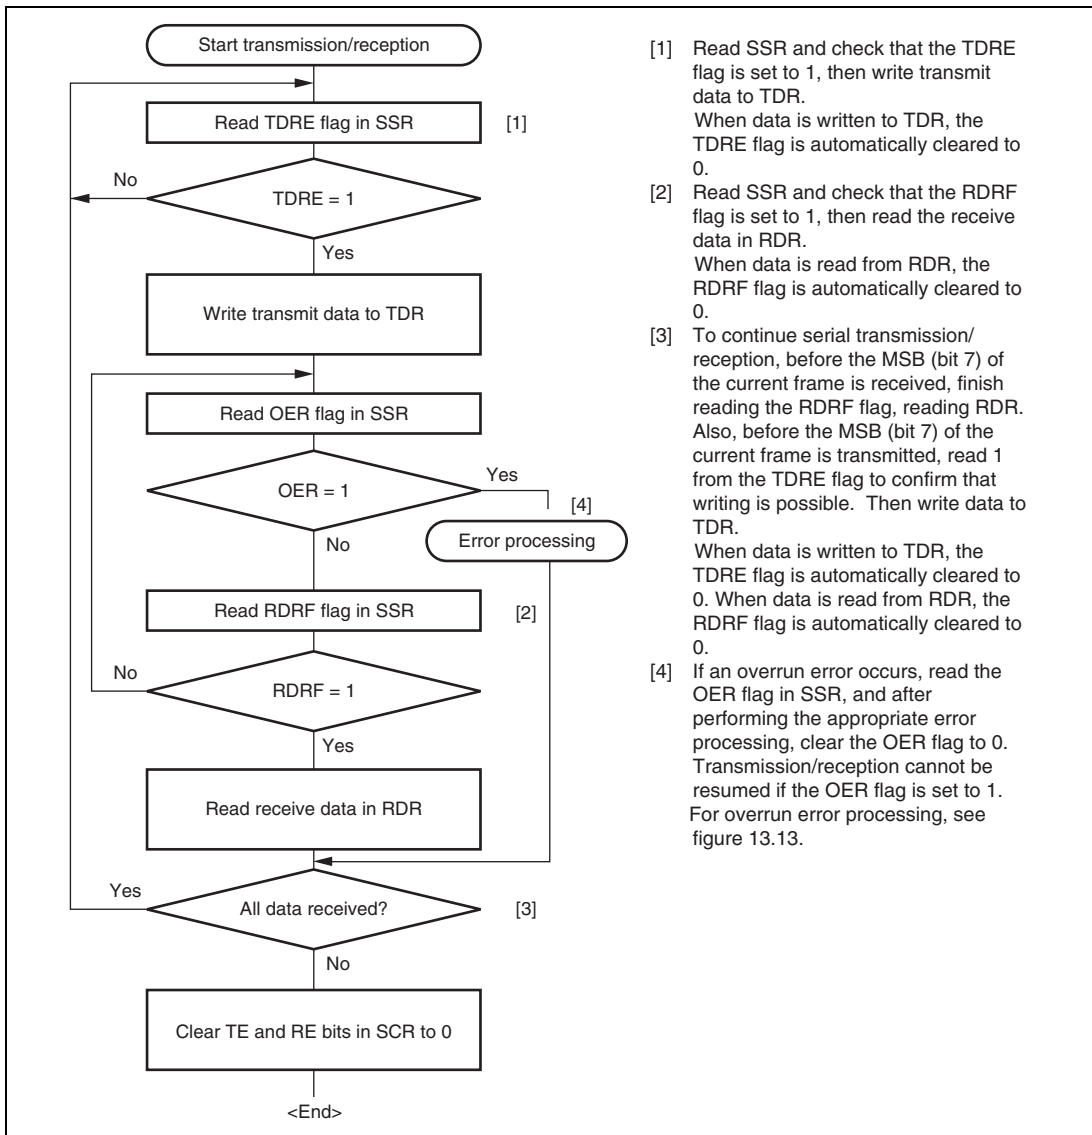 Start transmission/reception
Read TDRE flag in SSR
[1]
No
TDRE = 1
Yes
Write transmit data to TDR
Read OER flag in SSR
Yes
OER = 1
[4]
No
Error processing
Read RDRF flag in SSR
[2]
No
RDRF = 1
Yes
Read receive data in RDR
Yes
All data received?
[3]
No
Clear TE and RE bits in SCR to 0
<End>
[1] Read SSR and check that the TDRE
flag is set to 1, then write transmit
data to TDR.
When data is written to TDR, the
TDRE flag is automatically cleared to
0.
[2] Read SSR and check that the RDRF
flag is set to 1, then read the receive
data in RDR.
When data is read from RDR, the
RDRF flag is automatically cleared to
0.
[3] To continue serial transmission/
reception, before the MSB (bit 7) of
the current frame is received, finish
reading the RDRF flag, reading RDR.
Also, before the MSB (bit 7) of the
current frame is transmitted, read 1
from the TDRE flag to confirm that
writing is possible.  Then write data to
TDR.
When data is written to TDR, the
TDRE flag is automatically cleared to
0. When data is read from RDR, the
RDRF flag is automatically cleared to
0.
[4] If an overrun error occurs, read the
OER flag in SSR, and after
performing the appropriate error
processing, clear the OER flag to 0.
Transmission/reception cannot be
resumed if the OER flag is set to 1.
For overrun error processing, see
figure 13.13.